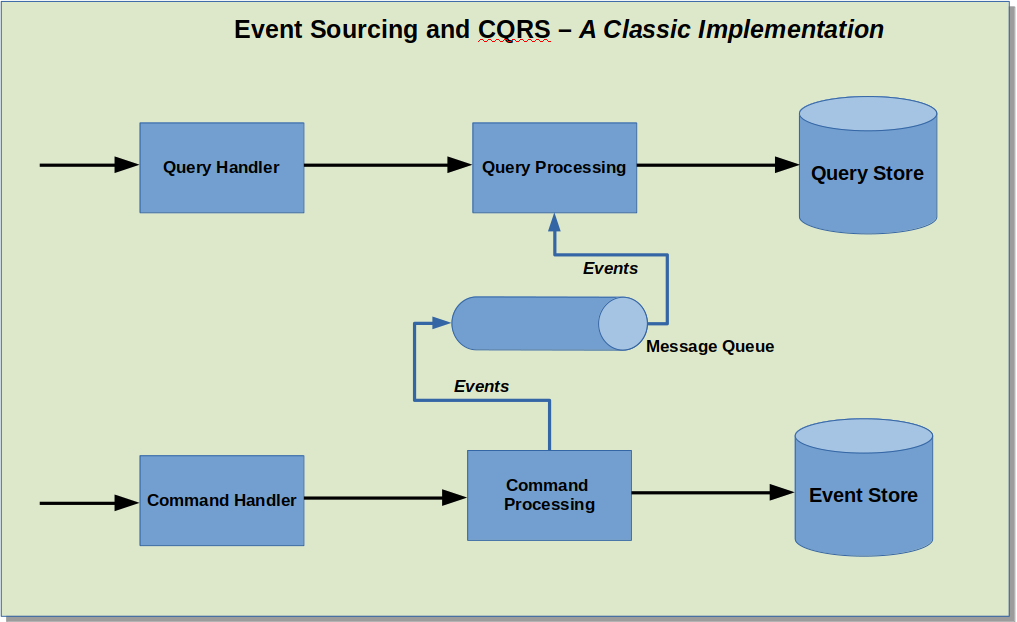 Event Sourcing and CQRS – A Classic Implementation
Query Handler
Query Processing
Query Store
Events
Message Queue
Events
Command Handler
Command
Processing
Event Store